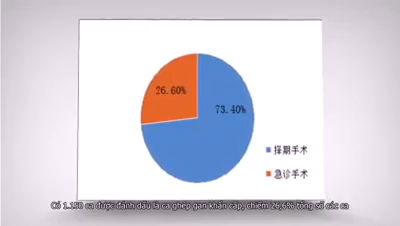 26.60%
73.40%
择期手术
急诊手术
Có 1.150 ca được đánh dấu là ca ghép gan khẩn cấp, chiếm 26,6% tổng số các ca